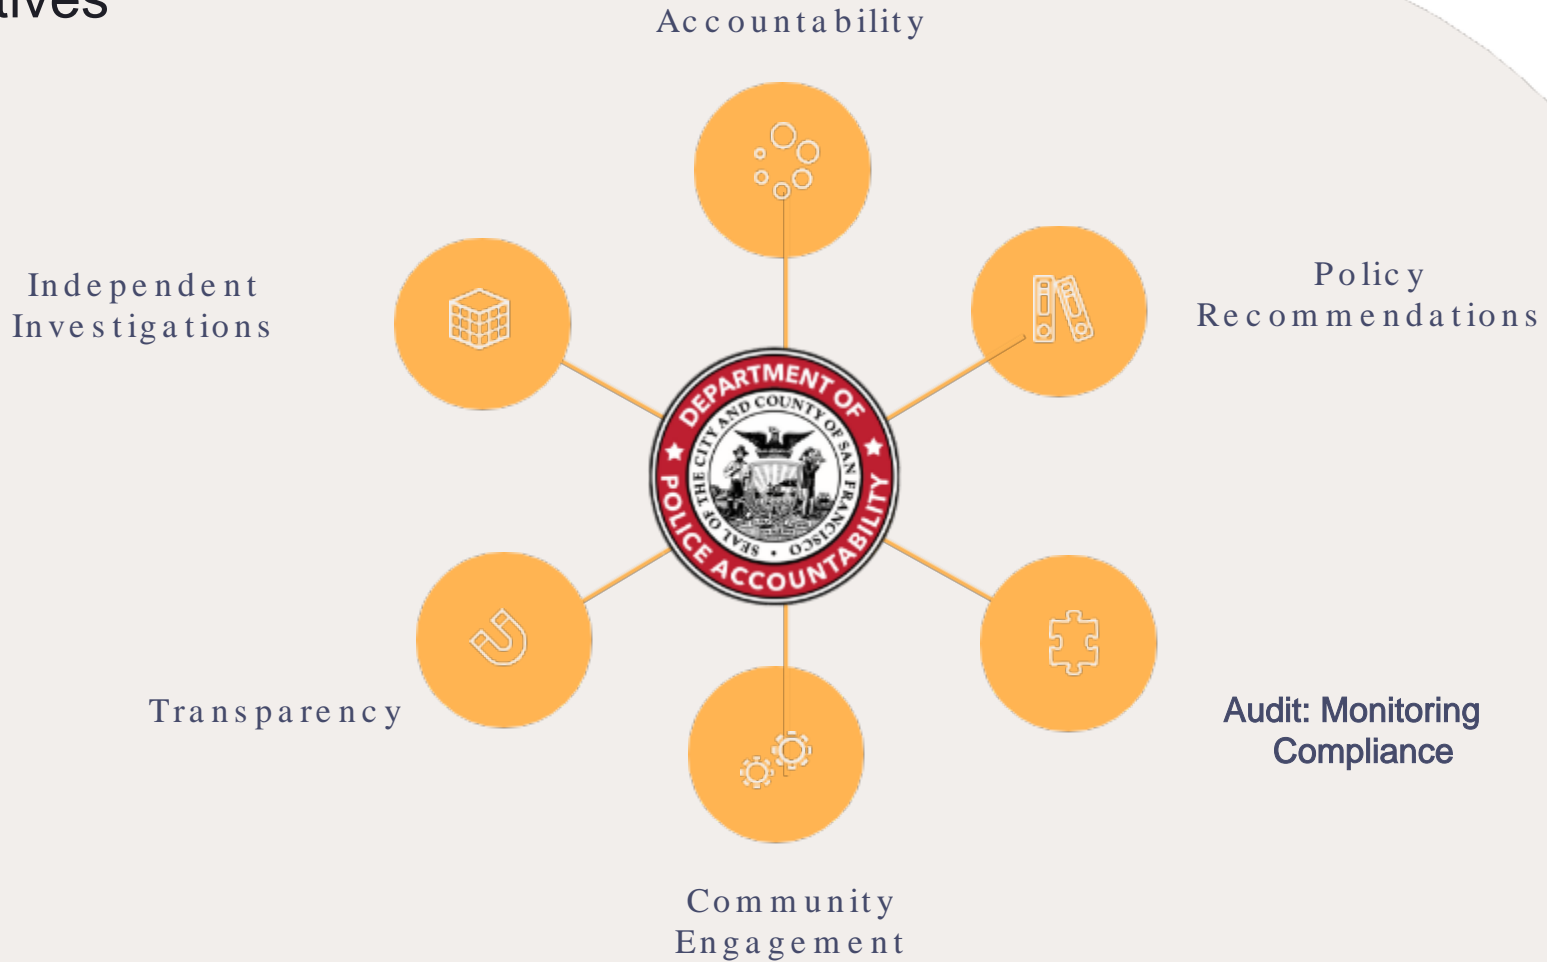 Accountability
Independent
Investigations
Policy
Recommendations
DEPARTMENT OF
POLICE ACCOUNTABILITY
SEAL OF THE CITY AND COUNTY OF SAN FRANCISCO
Transparency
Audit: Monitoring
Compliance
Community
Engagement